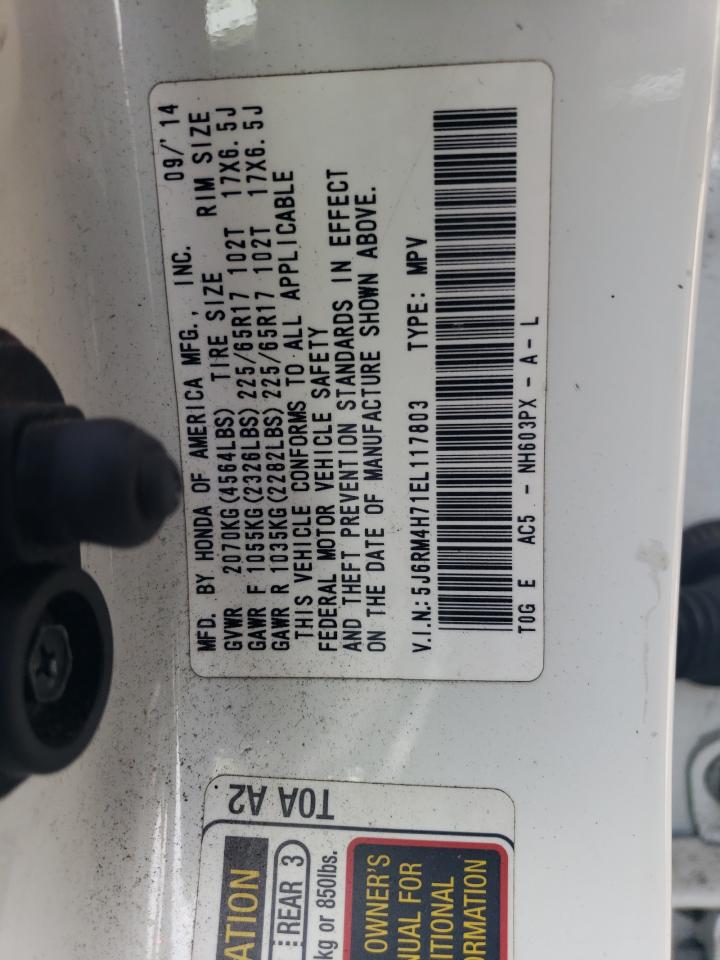 MFD. BY HONDA OF AMERICA MFG., INC. 09/'14
GVWR 2070KG(4564LBS) TIRE SIZE RIM SIZE
GAWR F 1055KG(2326LBS) 225/65R17 102T 17X6.5J
GAWR R 1035KG(2282LBS) 225/65R17 102T 17X6.5J
THIS VEHICLE CONFORMS TO ALL APPLICABLE
FEDERAL MOTOR VEHICLE SAFETY
AND THEFT PREVENTION STANDARDS IN EFFECT
ON THE DATE OF MANUFACTURE SHOWN ABOVE.
V.I.N.: 5J6RM4H71EL117803 TYPE: MPV
T0G E AC5 - NH603PX - A - L
T0A A2
REAR 3
kg or 850lbs.
OWNER'S
FOR